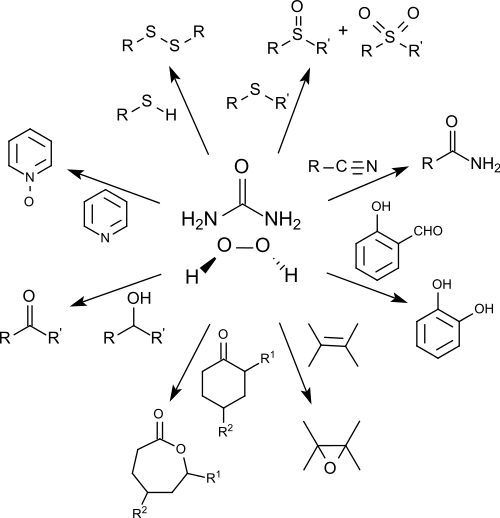 O
O O
S R
S + S
R S
R R' R R'
S
R H
S
R R'
O
R–C≡N
R NH₂
N
O
N
O
H₂N NH₂
OH
CHO
O–O
H H
OH
OH
O
R R'
OH
R R'
O
R¹
R²
O
O
R¹
R²
O